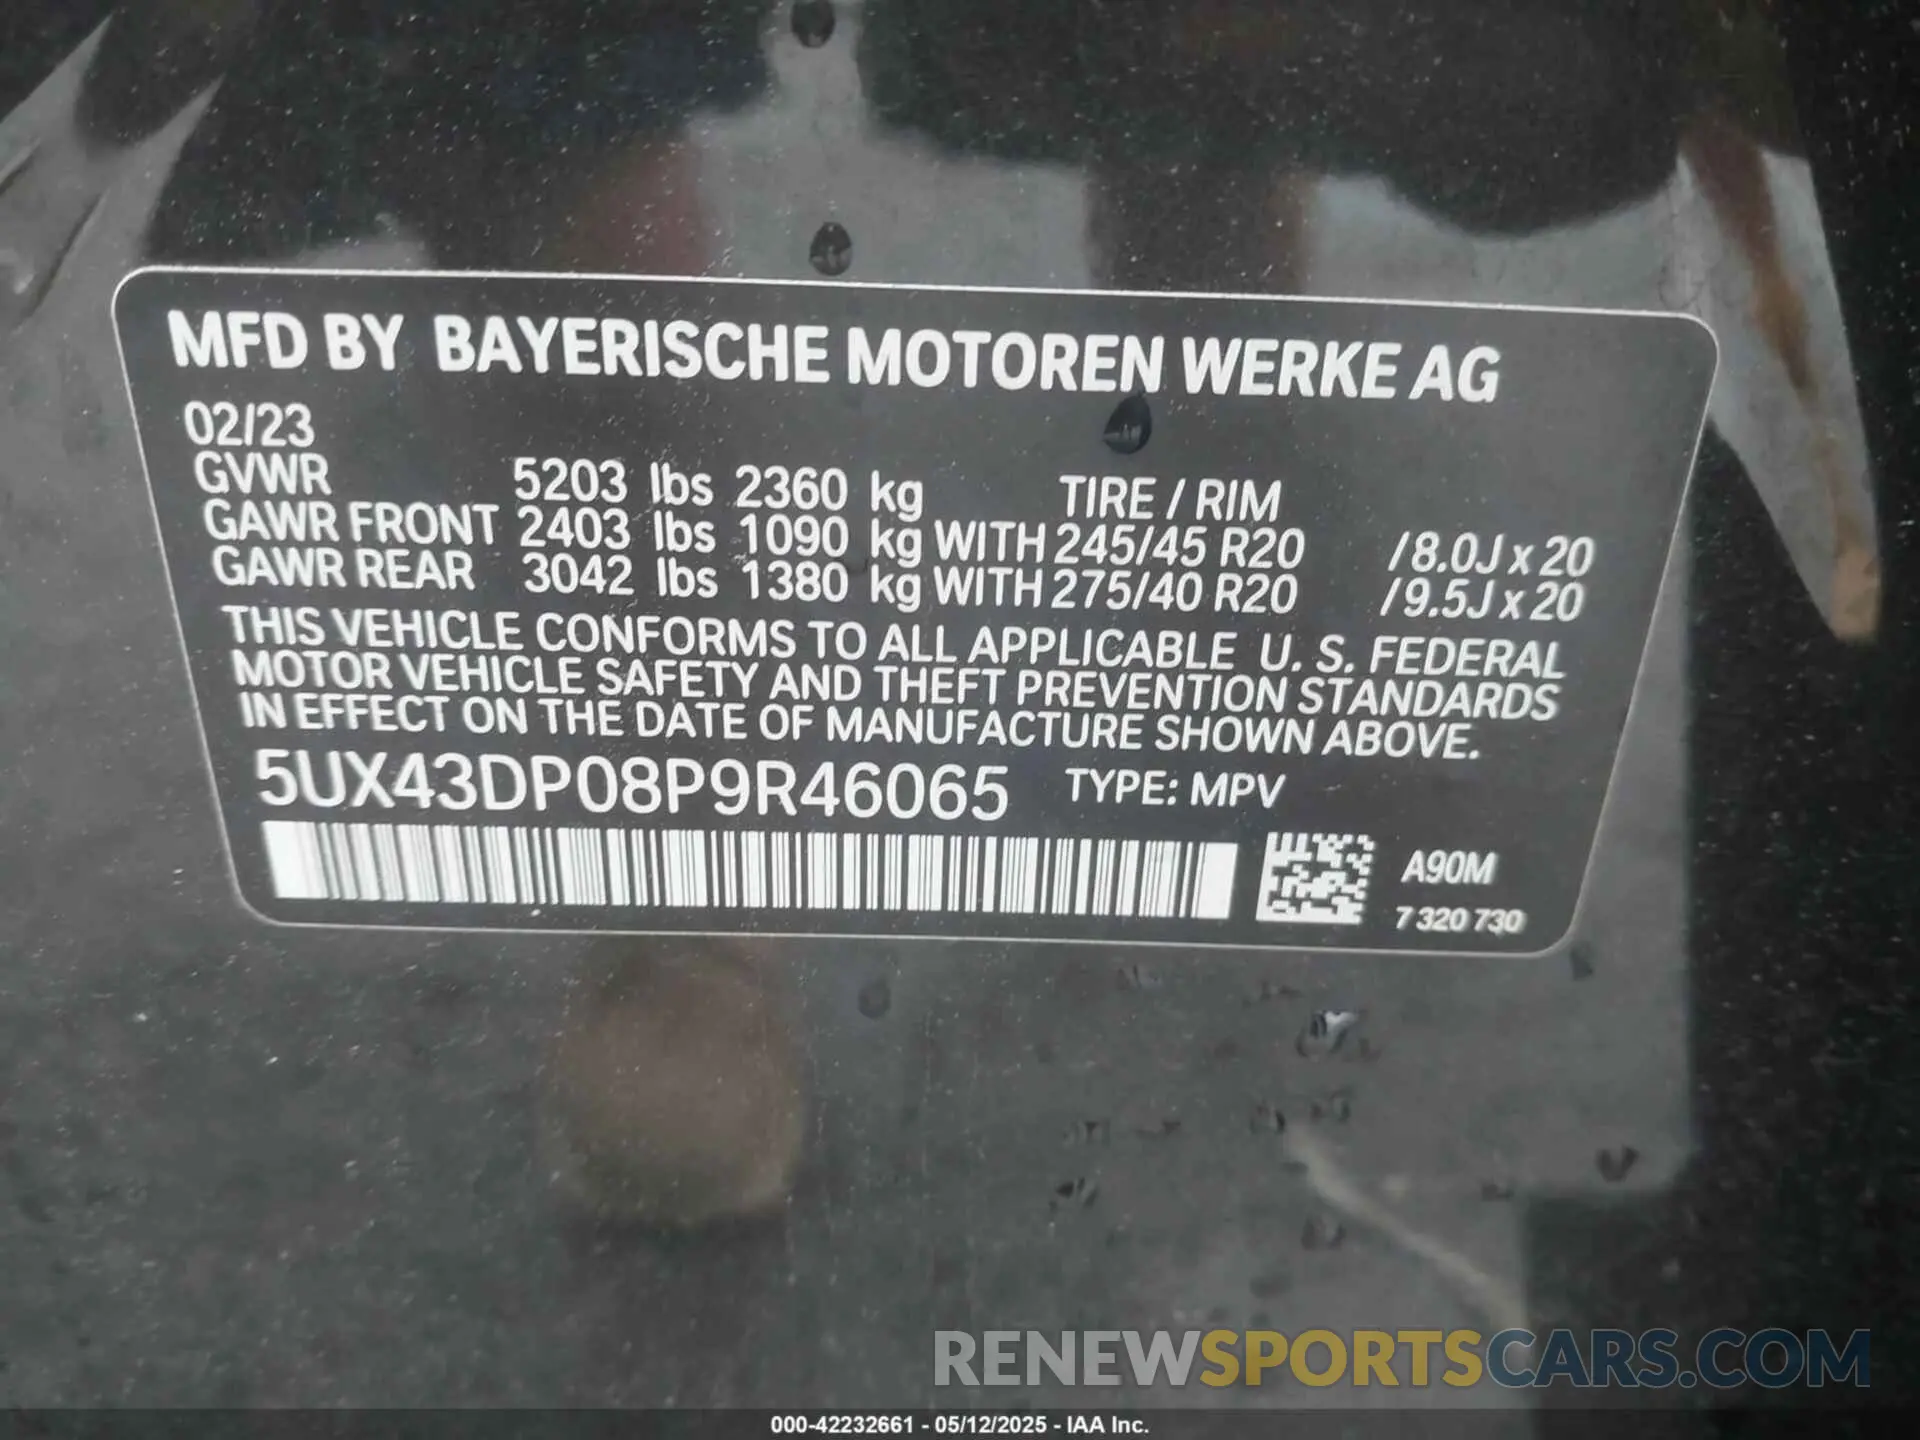 MFD BY BAYERISCHE MOTOREN WERKE AG
02/23
GVWR 5203 lbs 2360 kg TIRE / RIM
GAWR FRONT 2403 lbs 1090 kg WITH 245/45 R20 /8.0J x 20
GAWR REAR 3042 lbs 1380 kg WITH 275/40 R20 /9.5J x 20
THIS VEHICLE CONFORMS TO ALL APPLICABLE U. S. FEDERAL
MOTOR VEHICLE SAFETY AND THEFT PREVENTION STANDARDS
IN EFFECT ON THE DATE OF MANUFACTURE SHOWN ABOVE.
5UX43DP08P9R46065 TYPE: MPV
A90M
7 320 730
RENEWSPORTSCARS.COM
000-42232661 - 05/12/2025 - IAA Inc.